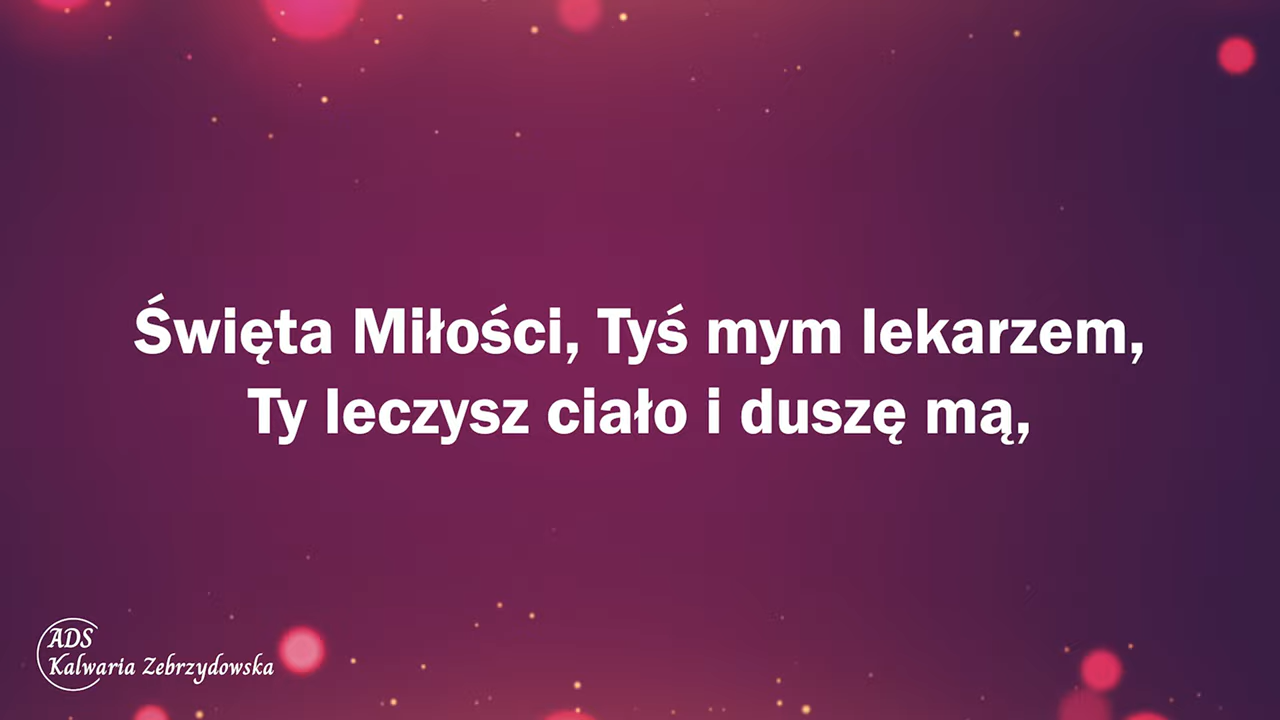 Święta Miłości, Tyś mym lekarzem,
Ty leczysz ciało i duszę mą,
ADS
Kalwaria Zebrzydowska